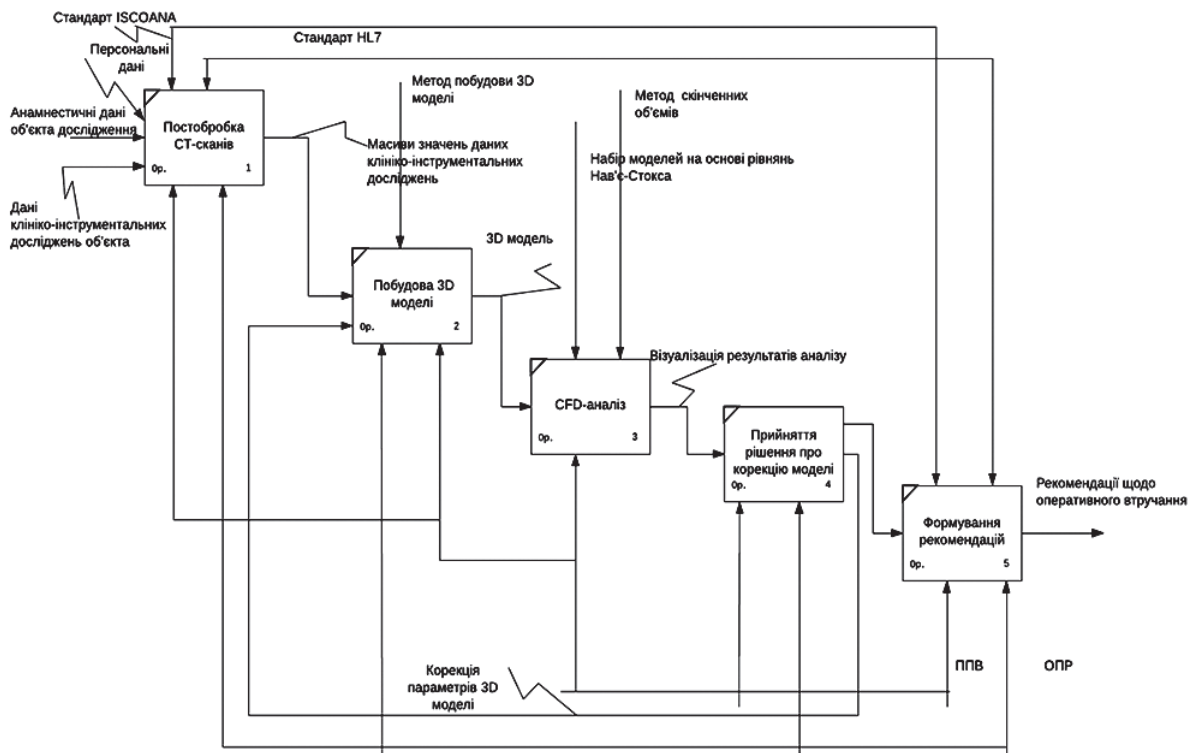 Стандарт ISCOANA
Стандарт HL7
Персональні
дані
Анамнестичні дані
об'єкта дослідження
Постобробка
СТ-сканів
0р.
1
Дані
клініко-інструментальних
досліджень об'єкта
Масиви значень даних
клініко-інструментальних
досліджень
Метод побудови 3D
моделі
Метод скінченних
об'ємів
Набір моделей на основі рівнянь
Нав'є-Стокса
Побудова 3D
моделі
0р.
2
3D модель
CFD-аналіз
0р.
3
Візуалізація результатів аналізу
Прийняття
рішення про
корекцію моделі
0р.
4
Формування
рекомендацій
0р.
5
Рекомендації щодо
оперативного втручання
Корекція
параметрів 3D
моделі
ППВ
ОПР